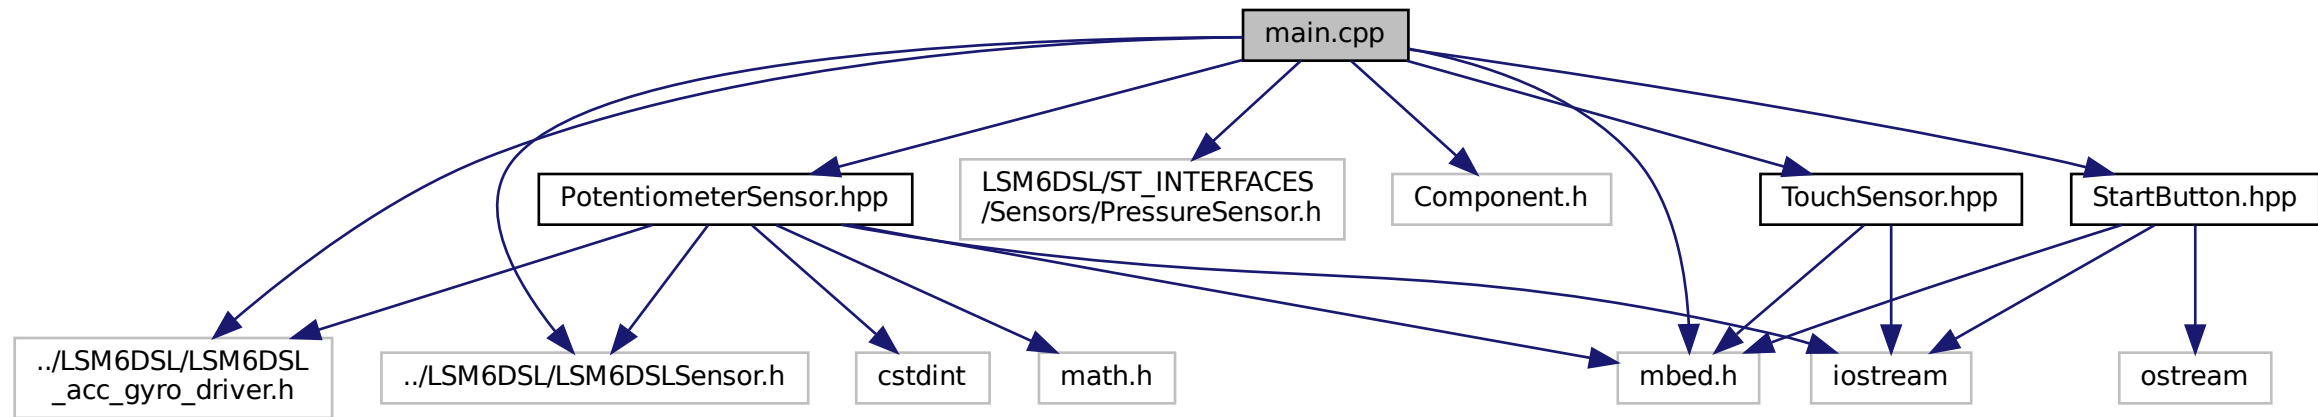 main.cpp
PotentiometerSensor.hpp
LSM6DSL/ST_INTERFACES
/Sensors/PressureSensor.h
Component.h
TouchSensor.hpp
StartButton.hpp
../LSM6DSL/LSM6DSL
_acc_gyro_driver.h
../LSM6DSL/LSM6DSLSensor.h
cstdint
math.h
mbed.h
iostream
ostream